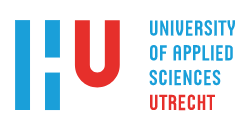 HU
UNIVERSITY
OF APPLIED
SCIENCES
UTRECHT